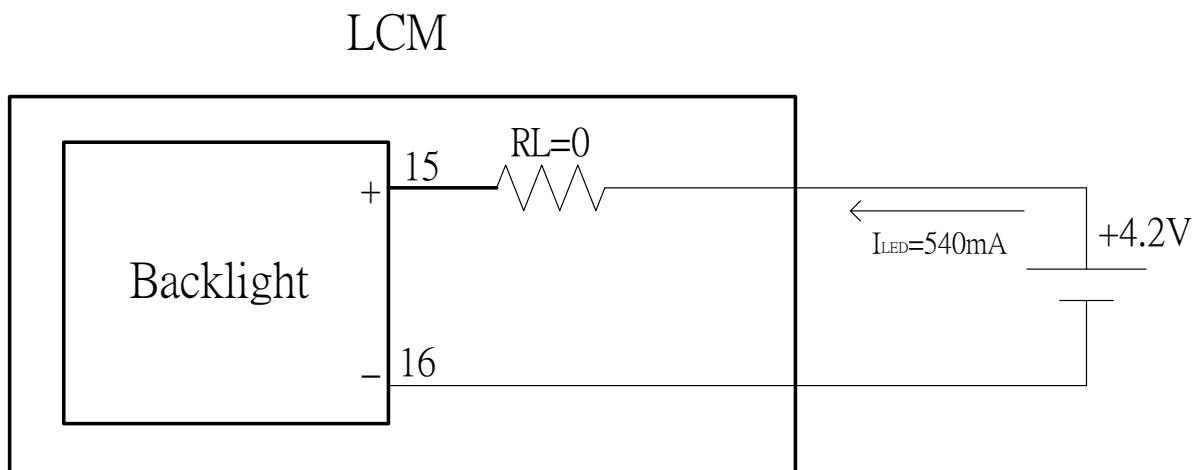 LCM
RL=0
15
+
+4.2V
ILED=540mA
Backlight
16
−